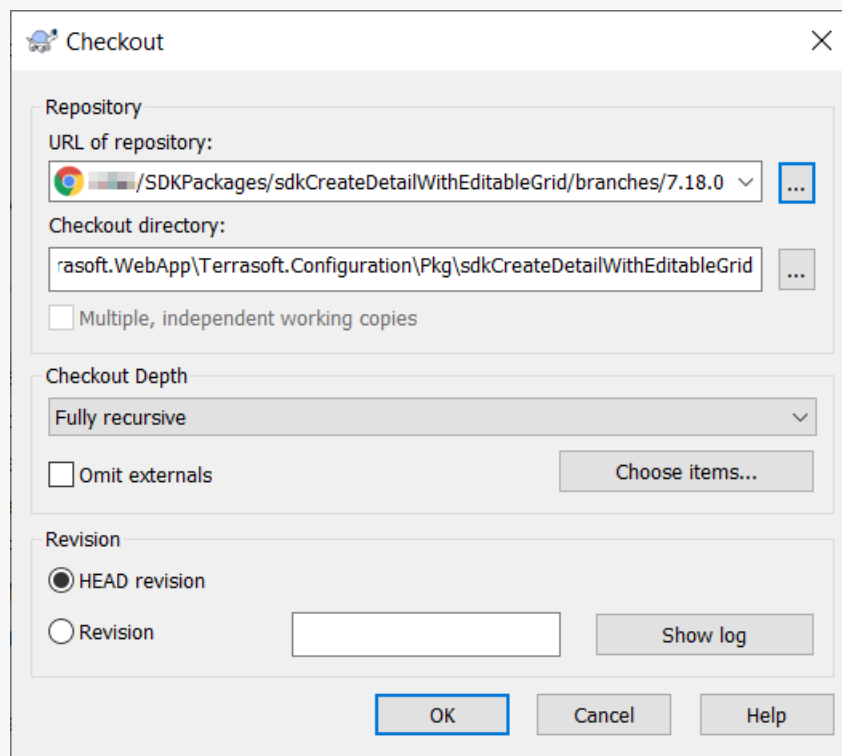 Checkout
Repository
URL of repository:
/SDKPackages/sdkCreateDetailWithEditableGrid/branches/7.18.0
...
Checkout directory:
rasoft.WebApp\Terrasoft.Configuration\Pkg\sdkCreateDetailWithEditableGrid
...
Multiple, independent working copies
Checkout Depth
Fully recursive
Omit externals
Choose items...
Revision
HEAD revision
Revision
Show log
OK
Cancel
Help